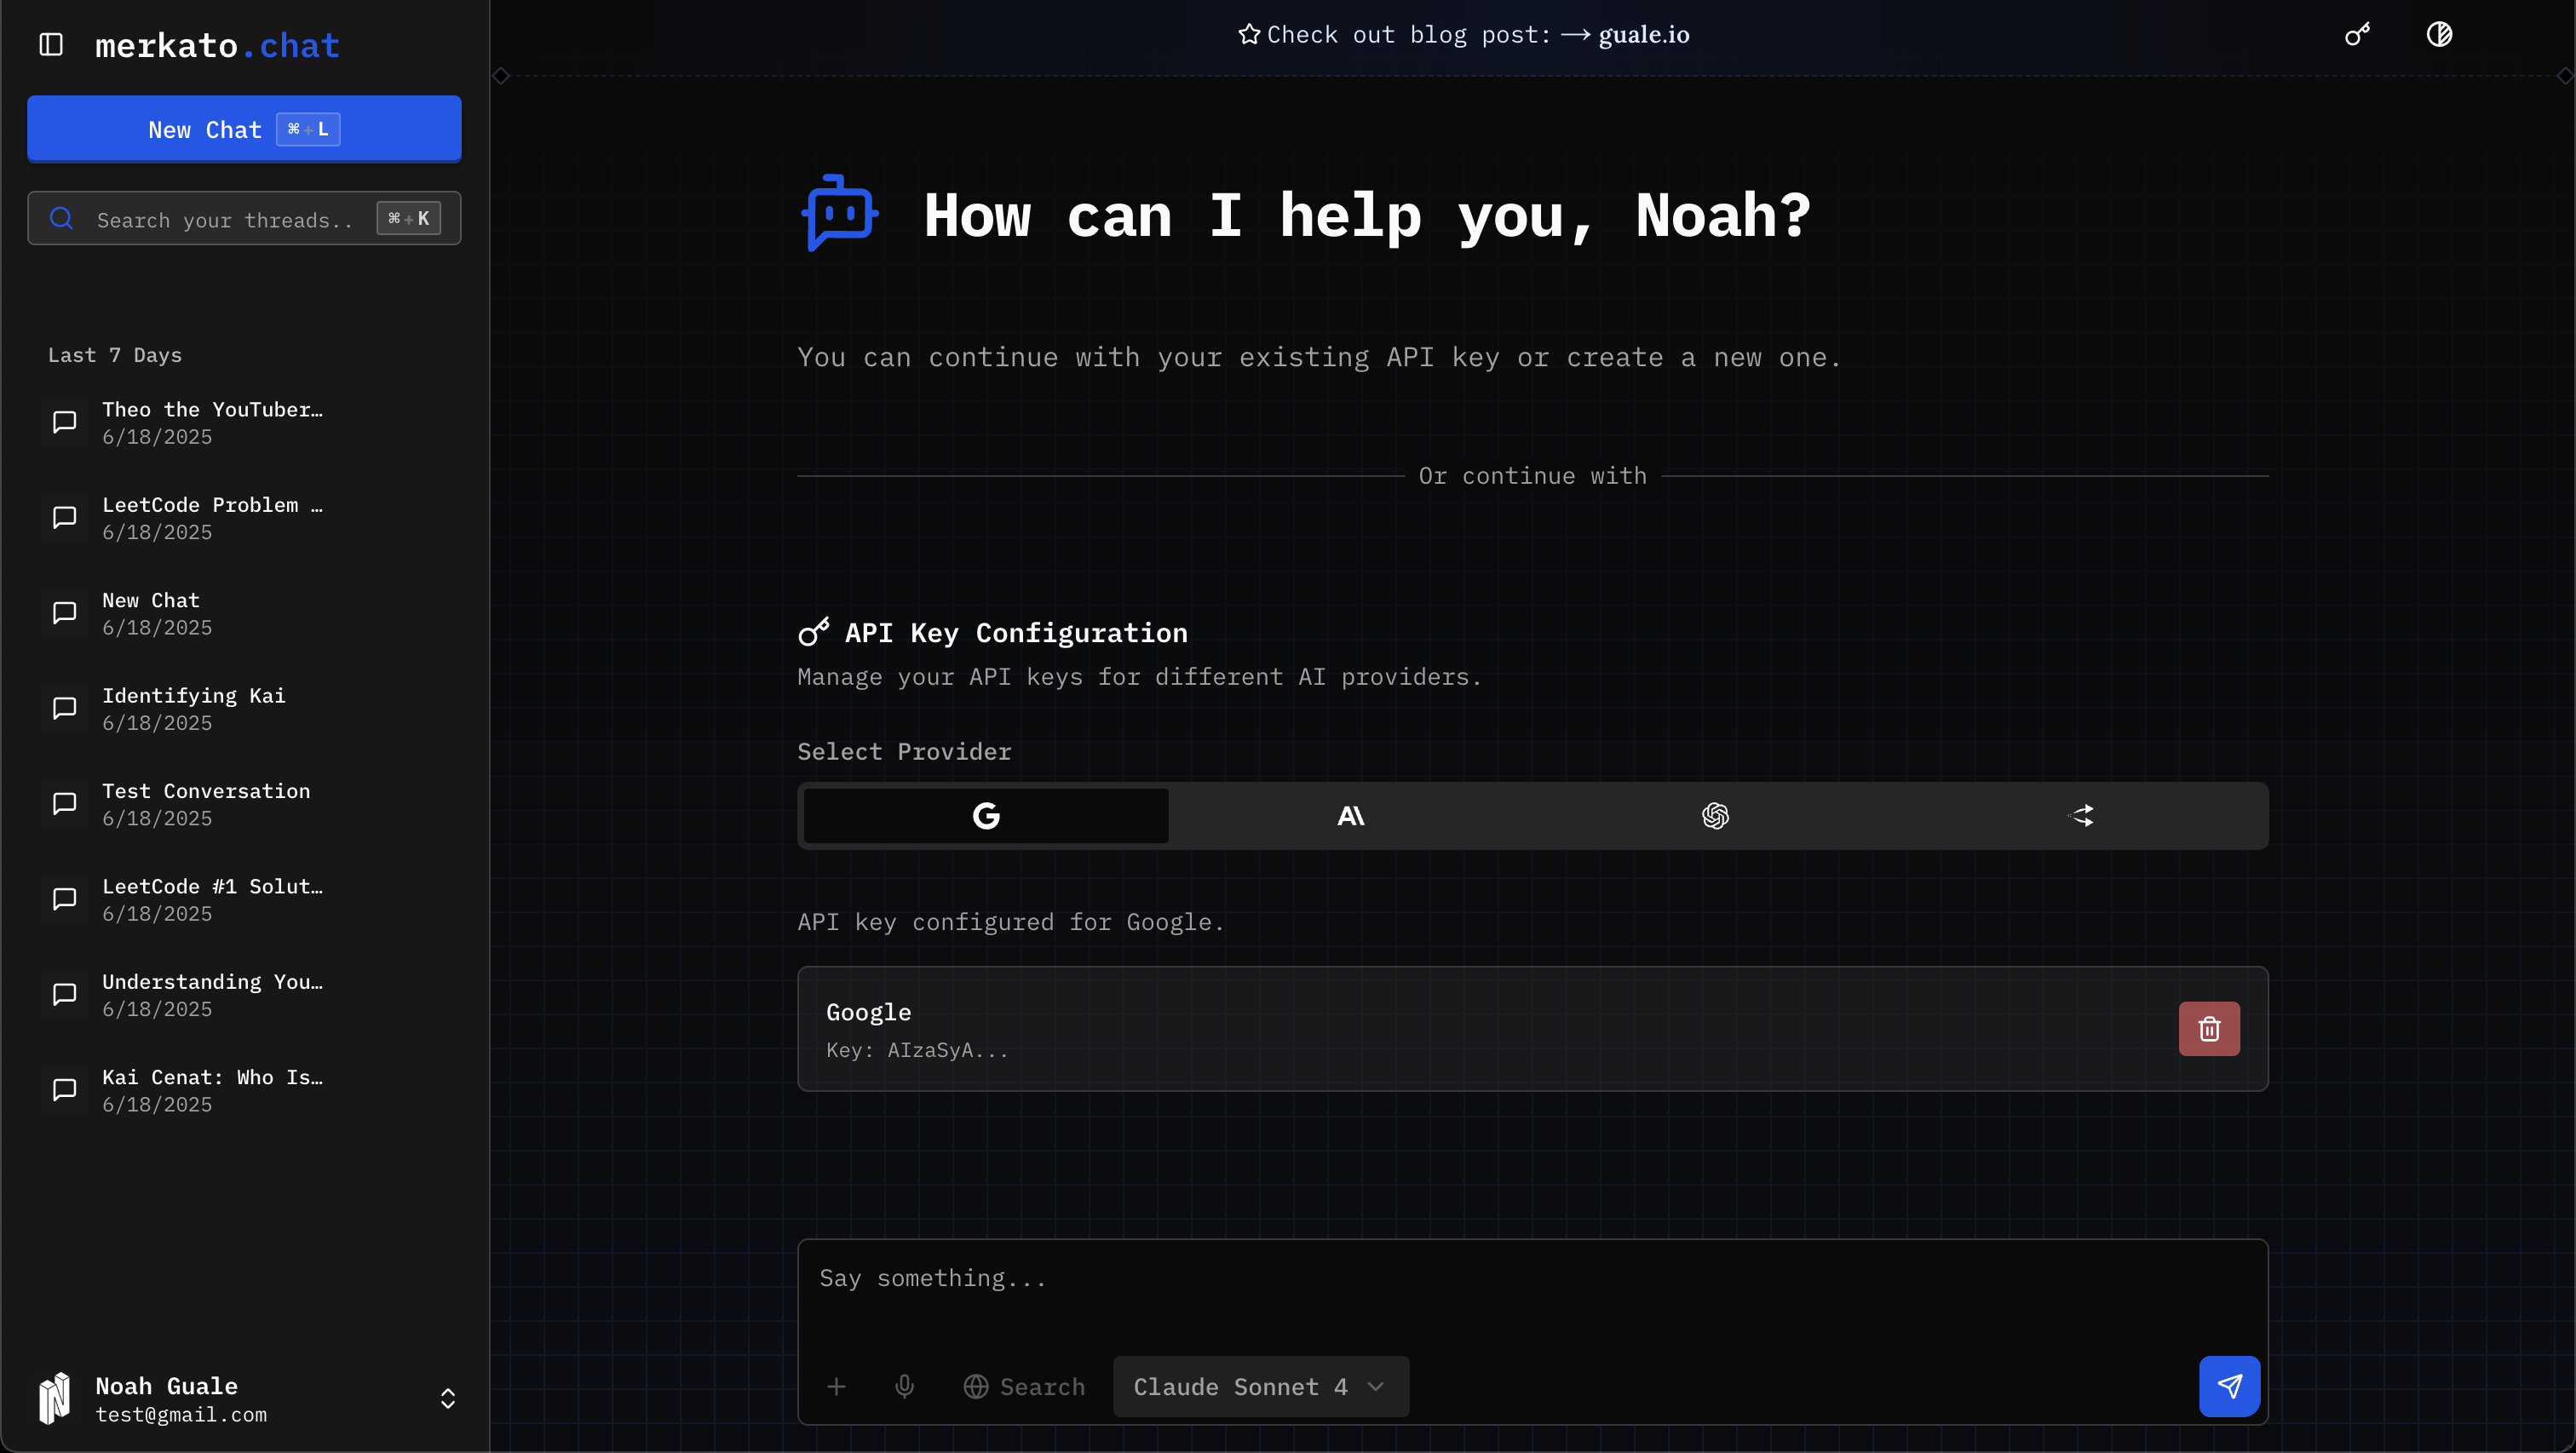 merkato.chat
New Chat ⌘+L
Search your threads.. ⌘+K
Last 7 Days
Theo the YouTuber…
6/18/2025
LeetCode Problem …
6/18/2025
New Chat
6/18/2025
Identifying Kai
6/18/2025
Test Conversation
6/18/2025
LeetCode #1 Solut…
6/18/2025
Understanding You…
6/18/2025
Kai Cenat: Who Is…
6/18/2025
Noah Guale
test@gmail.com
Check out blog post: → guale.io
How can I help you, Noah?
You can continue with your existing API key or create a new one.
Or continue with
API Key Configuration
Manage your API keys for different AI providers.
Select Provider
API key configured for Google.
Google
Key: AIzaSyA...
Say something...
Search
Claude Sonnet 4